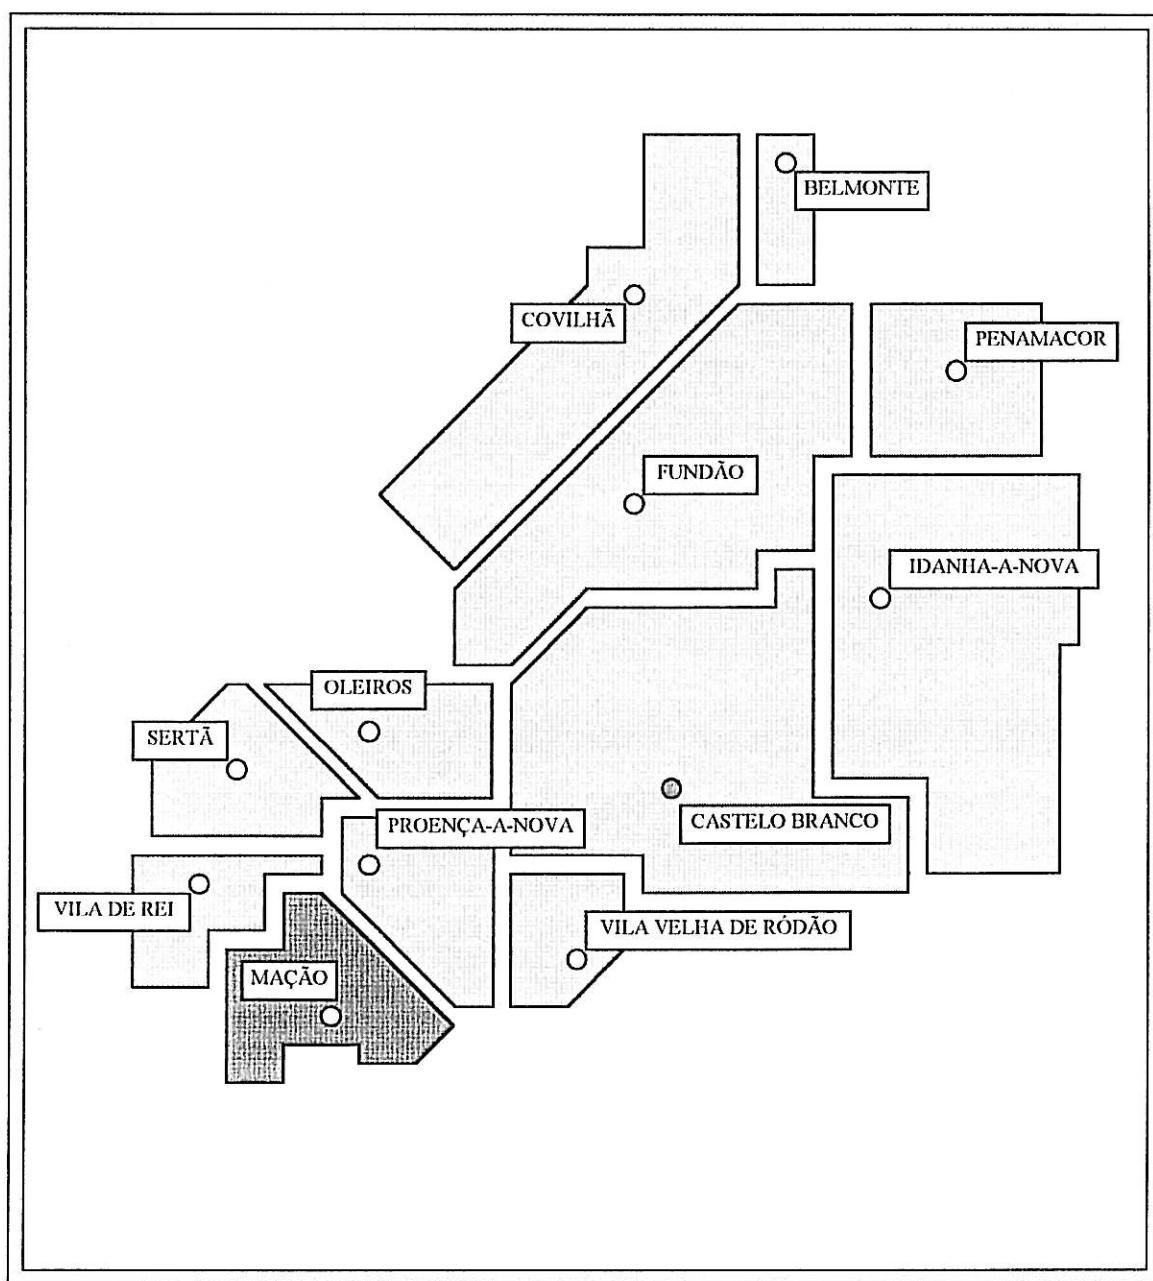 BELMONTE
COVILHÃ
PENAMACOR
FUNDÃO
IDANHA-A-NOVA
OLEIROS
SERTÃ
CASTELO BRANCO
PROENÇA-A-NOVA
VILA DE REI
VILA VELHA DE RÓDÃO
MAÇÃO